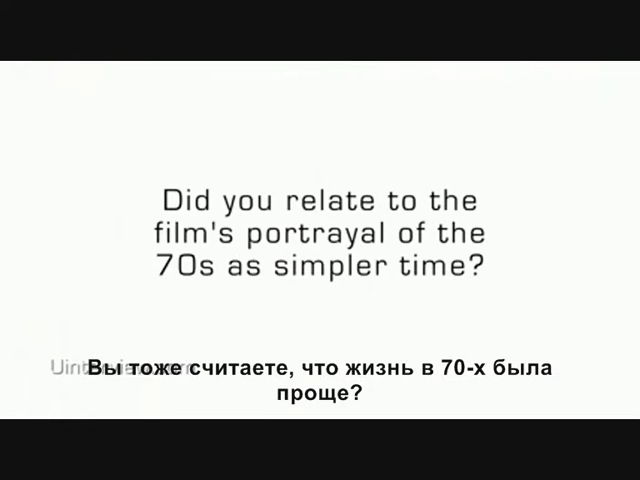 Did you relate to the
film's portrayal of the
70s as simpler time?
Вы тоже считаете, что жизнь в 70-х была
проще?